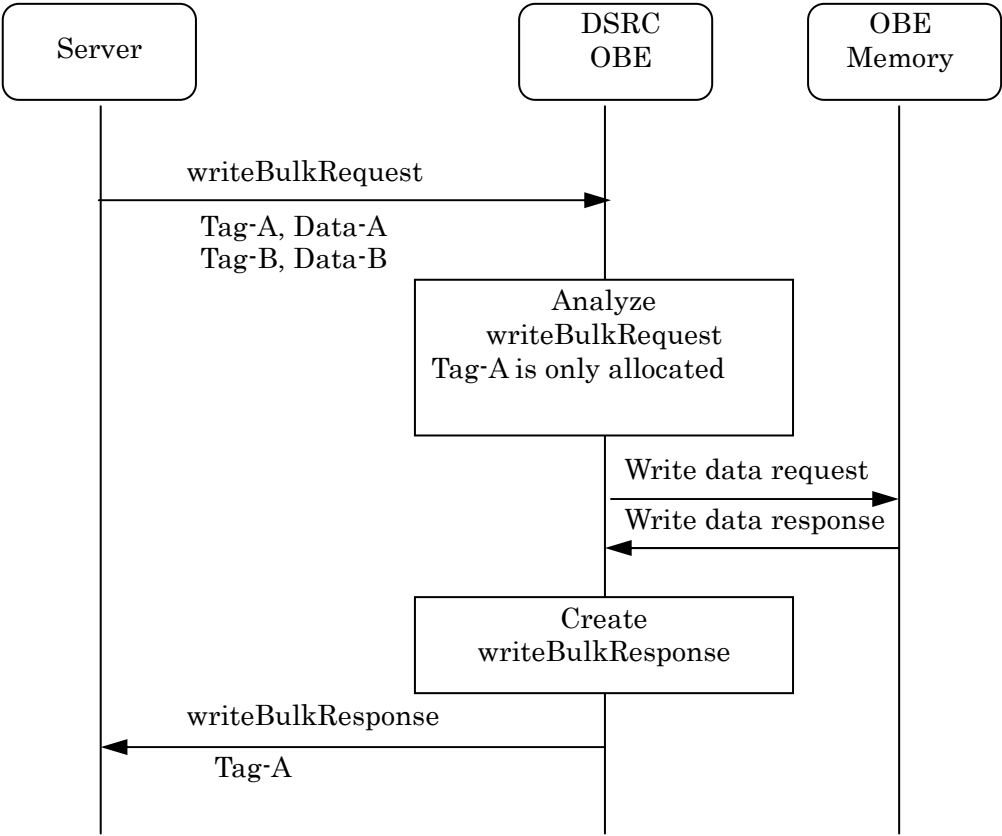 Server
DSRC
OBE
OBE
Memory
writeBulkRequest
Tag-A, Data-A
Tag-B, Data-B
Analyze
writeBulkRequest
Tag-A is only allocated
Write data request
Write data response
Create
writeBulkResponse
writeBulkResponse
Tag-A